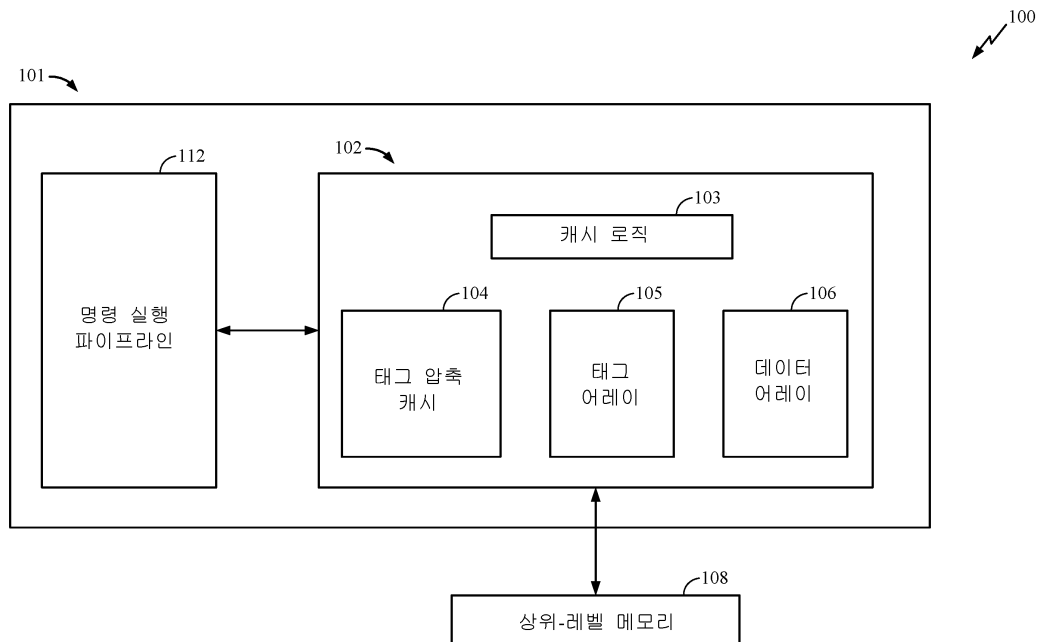 100
101
112
102
103
캐시 로직
104
105
106
명령 실행
파이프라인
태그 압축
캐시
태그
어레이
데이터
어레이
108
상위-레벨 메모리